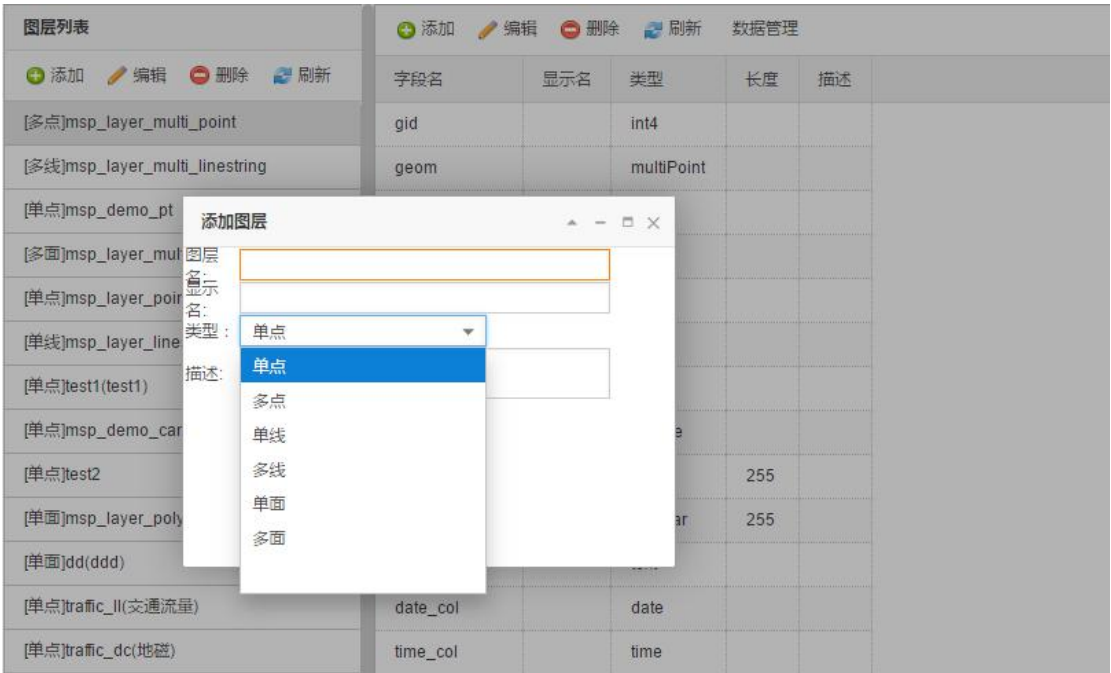 图层列表
添加 编辑 删除 刷新
[多点]msp_layer_multi_point
[多线]msp_layer_multi_linestring
[单点]msp_demo_pt
[多面]msp_layer_mul
[单点]msp_layer_poin
[单线]msp_layer_line
[单点]test1(test1)
[单点]msp_demo_car
[单点]test2
[单面]msp_layer_poly
[单面]dd(ddd)
[单点]traffic_ll(交通流量)
[单点]traffic_dc(地磁)
添加 编辑 删除 刷新 数据管理
字段名 显示名 类型 长度 描述
gid int4
geom multiPoint
255
ar 255
date_col date
time_col time
添加图层
图层名:
显示名:
类型: 单点
描述:
单点
多点
单线
多线
单面
多面